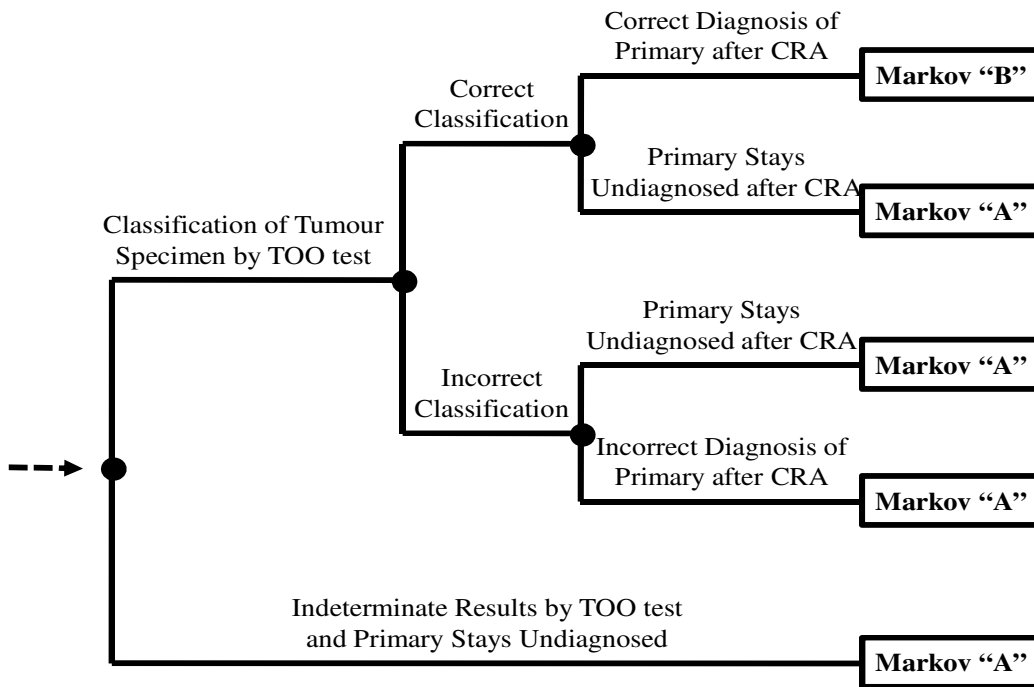 Correct Diagnosis of
Primary after CRA
Markov “B”
Correct
Classification
Primary Stays
Undiagnosed after CRA
Markov “A”
Classification of Tumour
Specimen by TOO test
Primary Stays
Undiagnosed after CRA
Markov “A”
Incorrect
Classification
Incorrect Diagnosis of
Primary after CRA
Markov “A”
Indeterminate Results by TOO test
and Primary Stays Undiagnosed
Markov “A”